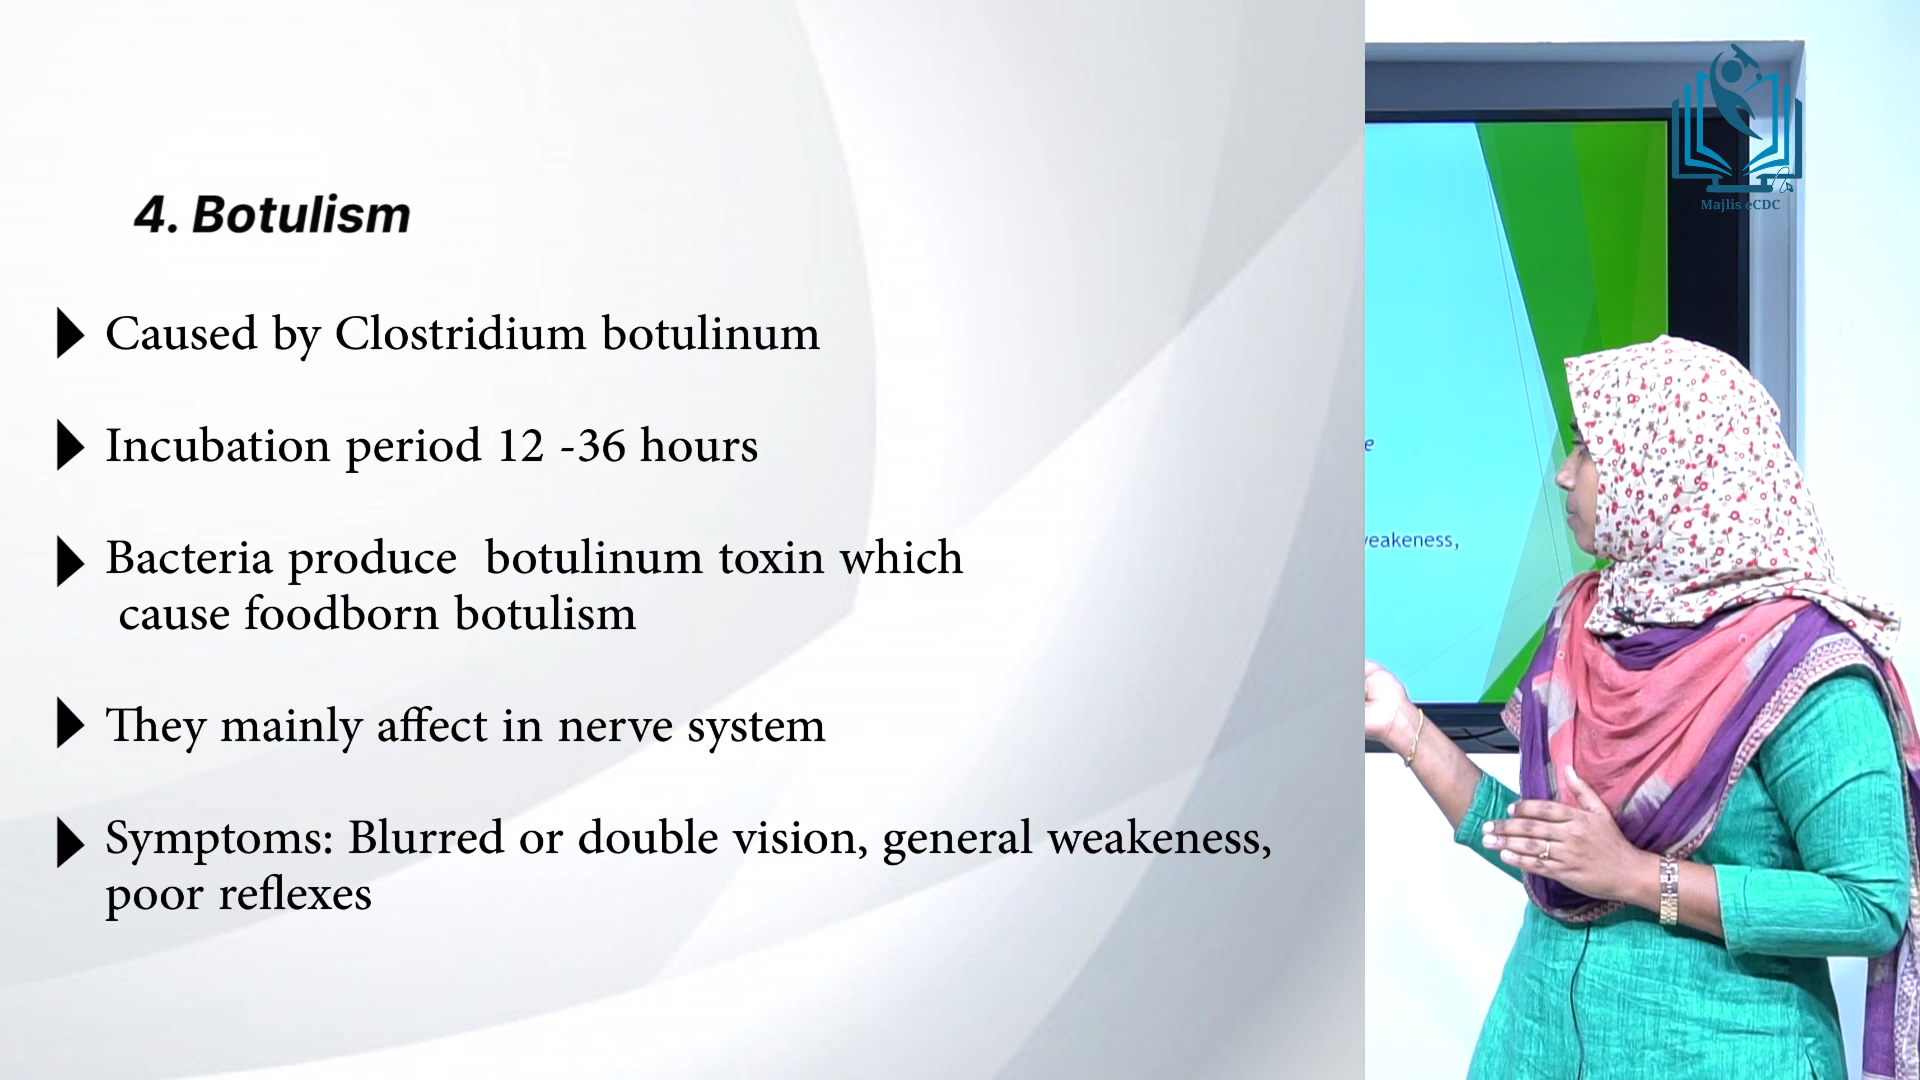 4. Botulism
Caused by Clostridium botulinum
Incubation period 12 -36 hours
Bacteria produce  botulinum toxin which
cause foodborn botulism
They mainly affect in nerve system
Symptoms: Blurred or double vision, general weakeness,
poor reflexes
Majlis eCDC